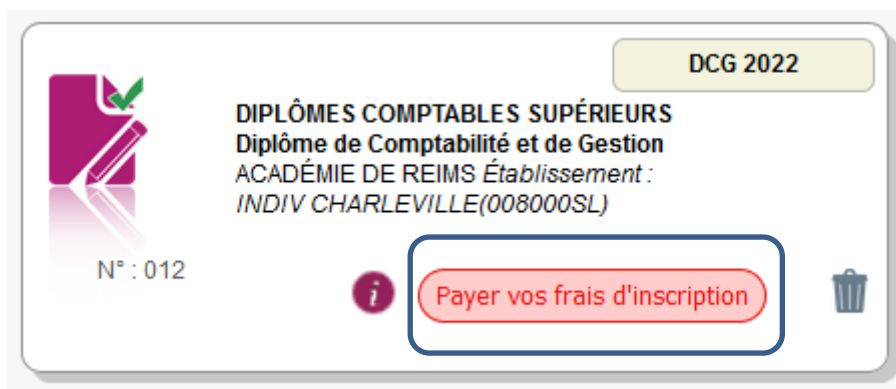 DCG 2022
DIPLÔMES COMPTABLES SUPÉRIEURS
Diplôme de Comptabilité et de Gestion
ACADÉMIE DE REIMS Établissement :
INDIV CHARLEVILLE(008000SL)
N° : 012
i
Payer vos frais d'inscription